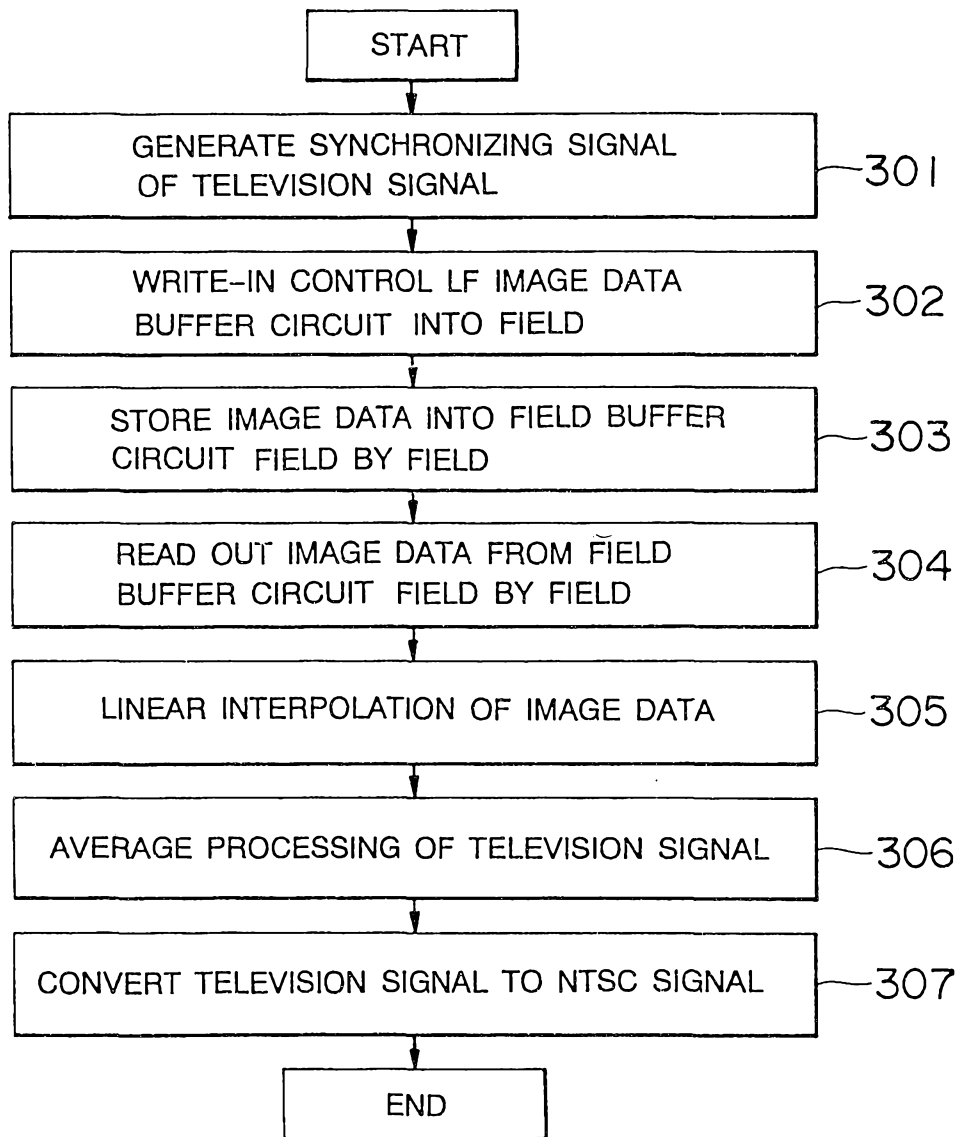 START
GENERATE SYNCHRONIZING SIGNAL
OF TELEVISION SIGNAL
301
WRITE-IN CONTROL LF IMAGE DATA
BUFFER CIRCUIT INTO FIELD
302
STORE IMAGE DATA INTO FIELD BUFFER
CIRCUIT FIELD BY FIELD
303
READ OUT IMAGE DATA FROM FIELD
BUFFER CIRCUIT FIELD BY FIELD
304
LINEAR INTERPOLATION OF IMAGE DATA
305
AVERAGE PROCESSING OF TELEVISION SIGNAL
306
CONVERT TELEVISION SIGNAL TO NTSC SIGNAL
307
END